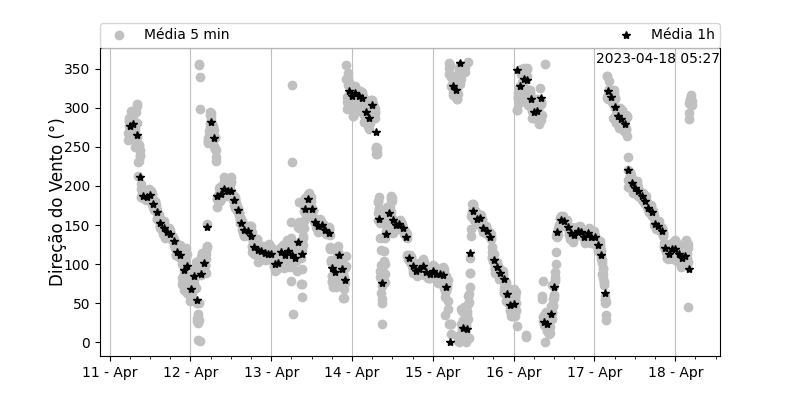 Média 5 min
Média 1h
2023-04-18 05:27
Direção do Vento (°)
350
300
250
200
150
100
50
0
11 - Apr
12 - Apr
13 - Apr
14 - Apr
15 - Apr
16 - Apr
17 - Apr
18 - Apr